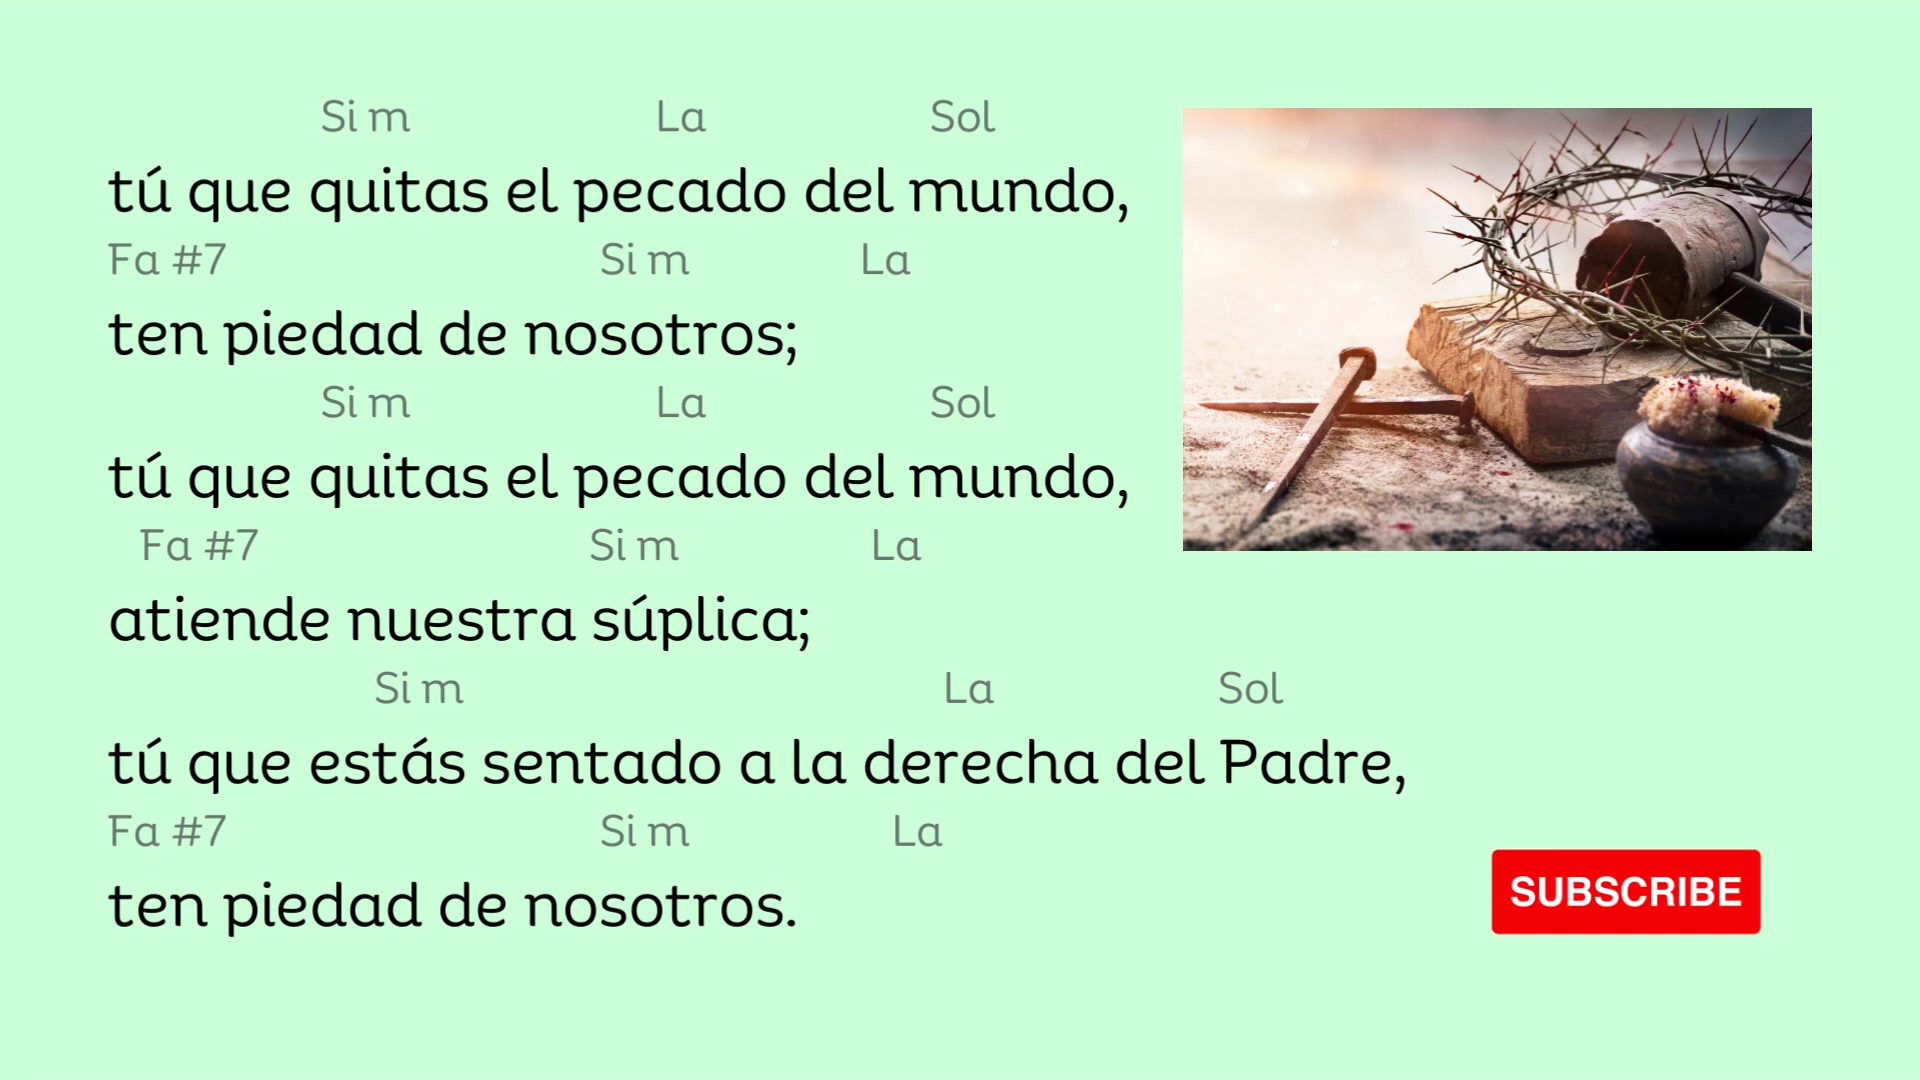 Si m La Sol
tú que quitas el pecado del mundo,
Fa #7 Si m La
ten piedad de nosotros;
Si m La Sol
tú que quitas el pecado del mundo,
Fa #7 Si m La
atiende nuestra súplica;
Si m La Sol
tú que estás sentado a la derecha del Padre,
Fa #7 Si m La
ten piedad de nosotros.
SUBSCRIBE